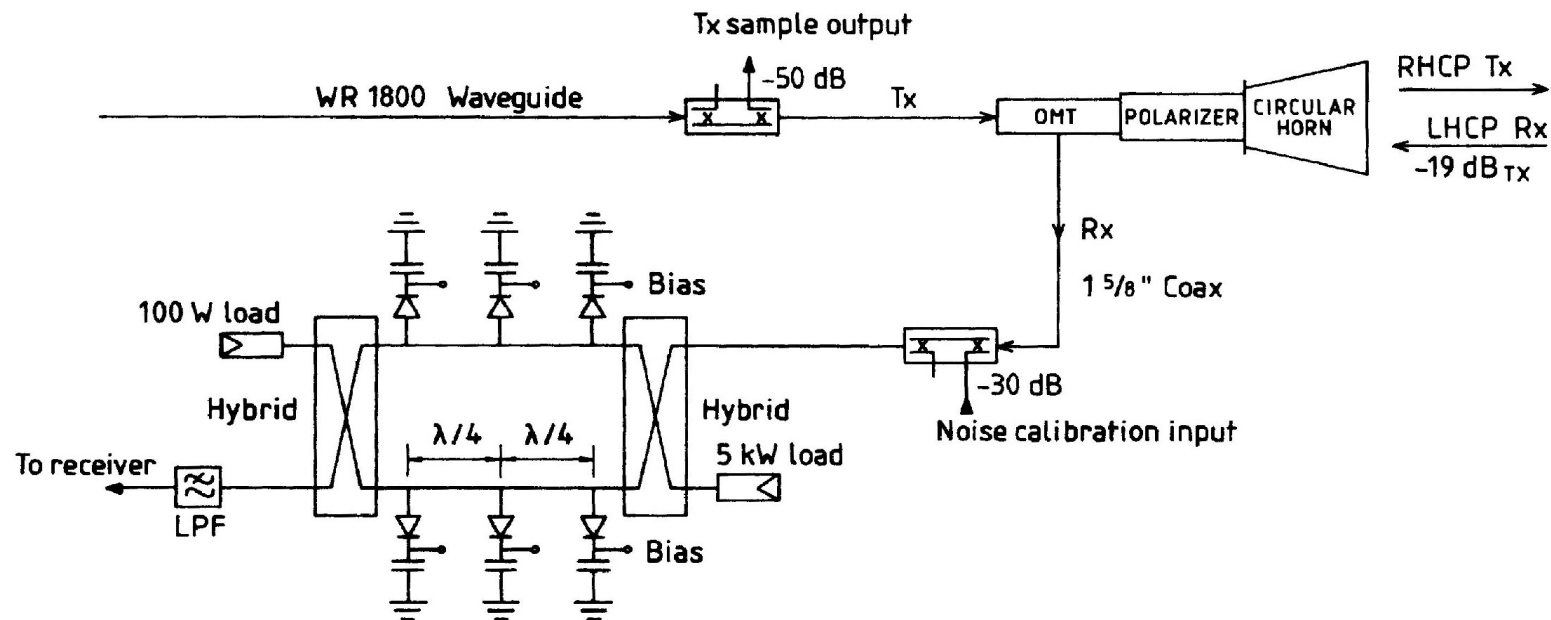 Tx sample output
-50 dB
WR 1800 Waveguide
Tx
OMT
POLARIZER
CIRCULAR
HORN
RHCP Tx
LHCP Rx
-19 dB Tx
Rx
1 5/8" Coax
Bias
100 W load
-30 dB
Hybrid
Hybrid
Noise calibration input
λ/4
λ/4
5 kW load
To receiver
LPF
Bias